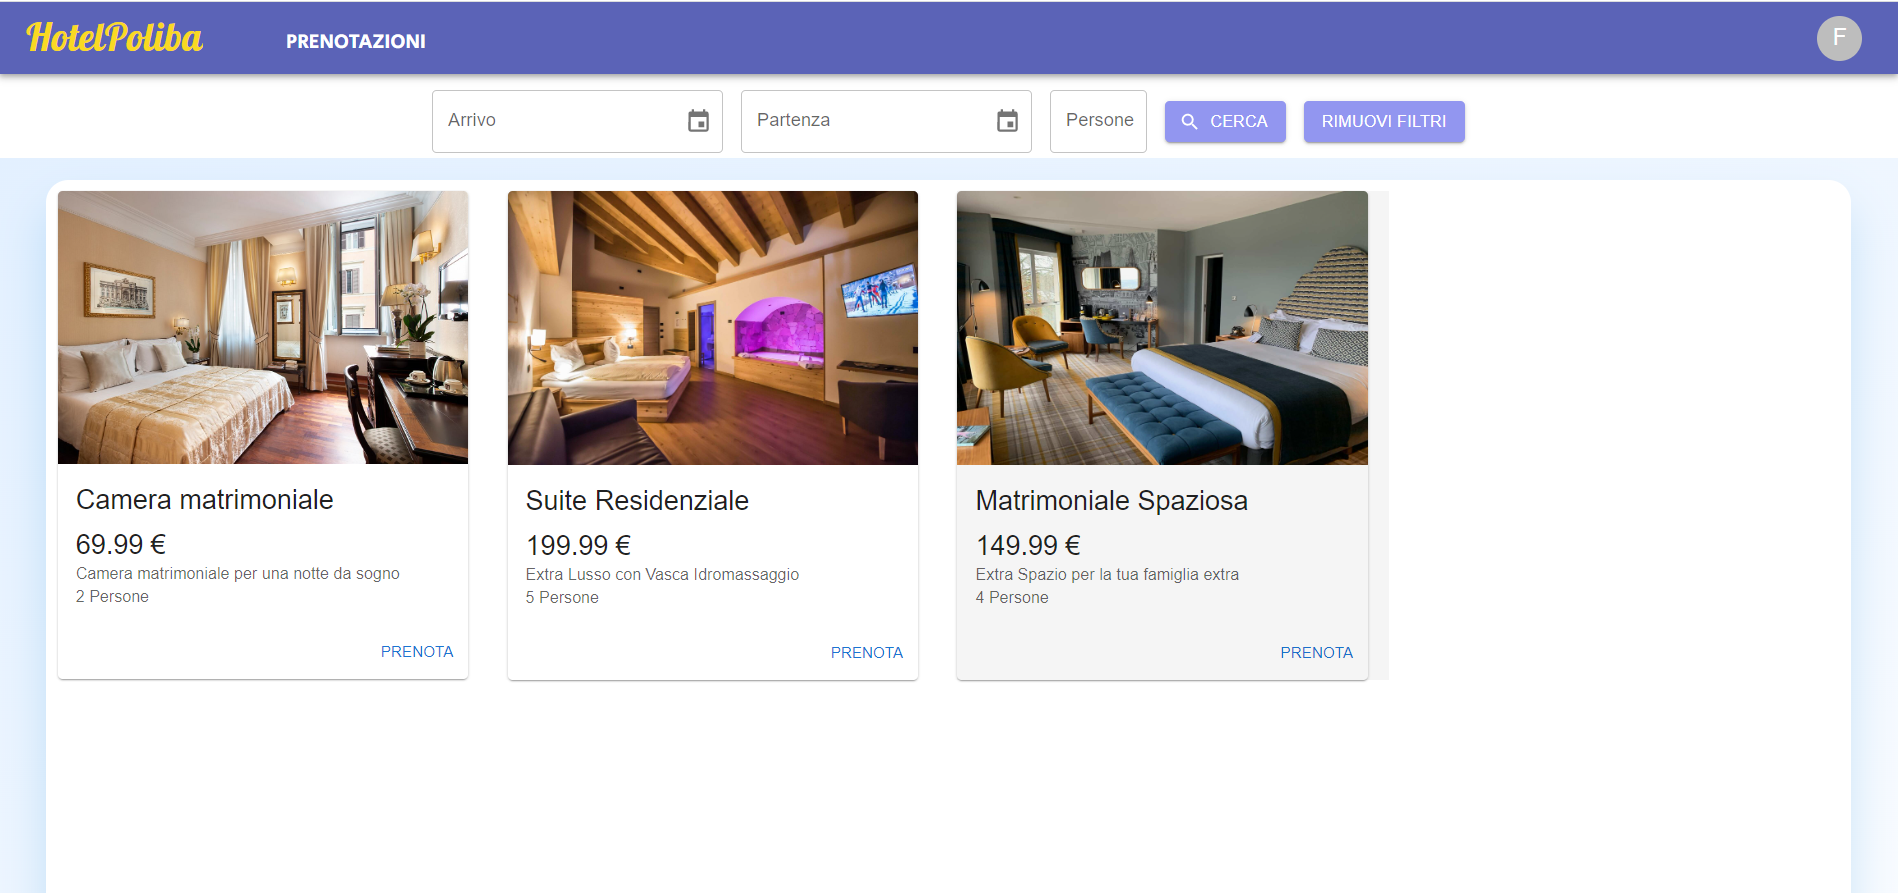 HotelPoliba
PRENOTAZIONI
F
Arrivo
Partenza
Persone
CERCA
RIMUOVI FILTRI
Camera matrimoniale
69.99 €
Camera matrimoniale per una notte da sogno
2 Persone
PRENOTA
Suite Residenziale
199.99 €
Extra Lusso con Vasca Idromassaggio
5 Persone
PRENOTA
Matrimoniale Spaziosa
149.99 €
Extra Spazio per la tua famiglia extra
4 Persone
PRENOTA